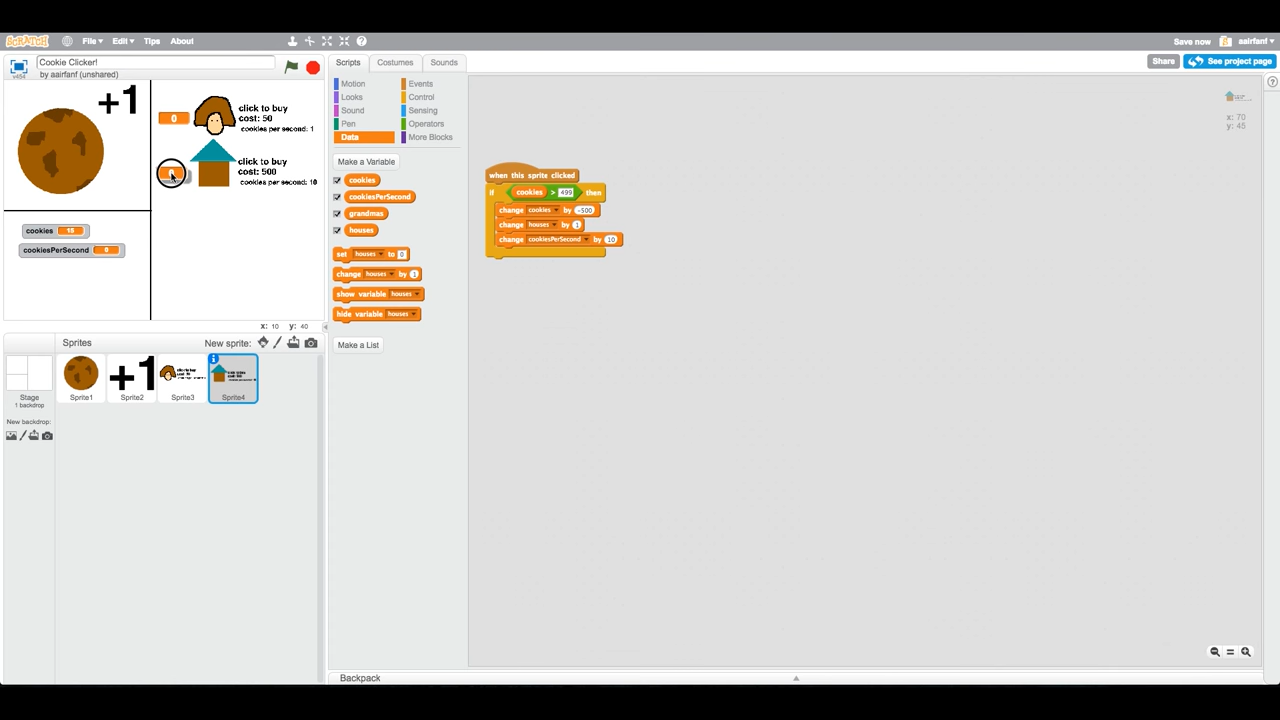 SCRATCH File Edit Tips About Save now aairfanf
v454 Cookie Clicker!
by aairfanf (unshared)
Scripts Costumes Sounds Share See project page
+1
0 click to buy
cost: 50
cookies per second: 1
click to buy
cost: 500
cookies per second: 10
cookies 15
cookiesPerSecond 0
x: 10 y: 40
Motion Events
Looks Control
Sound Sensing
Pen Operators
Data More Blocks
Make a Variable
cookies
cookiesPerSecond
grandmas
houses
set houses to 0
change houses by 1
show variable houses
hide variable houses
Make a List
when this sprite clicked
if cookies > 499 then
change cookies by -500
change houses by 1
change cookiesPerSecond by 10
x: 70
y: 45
Sprites New sprite:
+1
Stage
1 backdrop
Sprite1 Sprite2 Sprite3 Sprite4
New backdrop:
Backpack